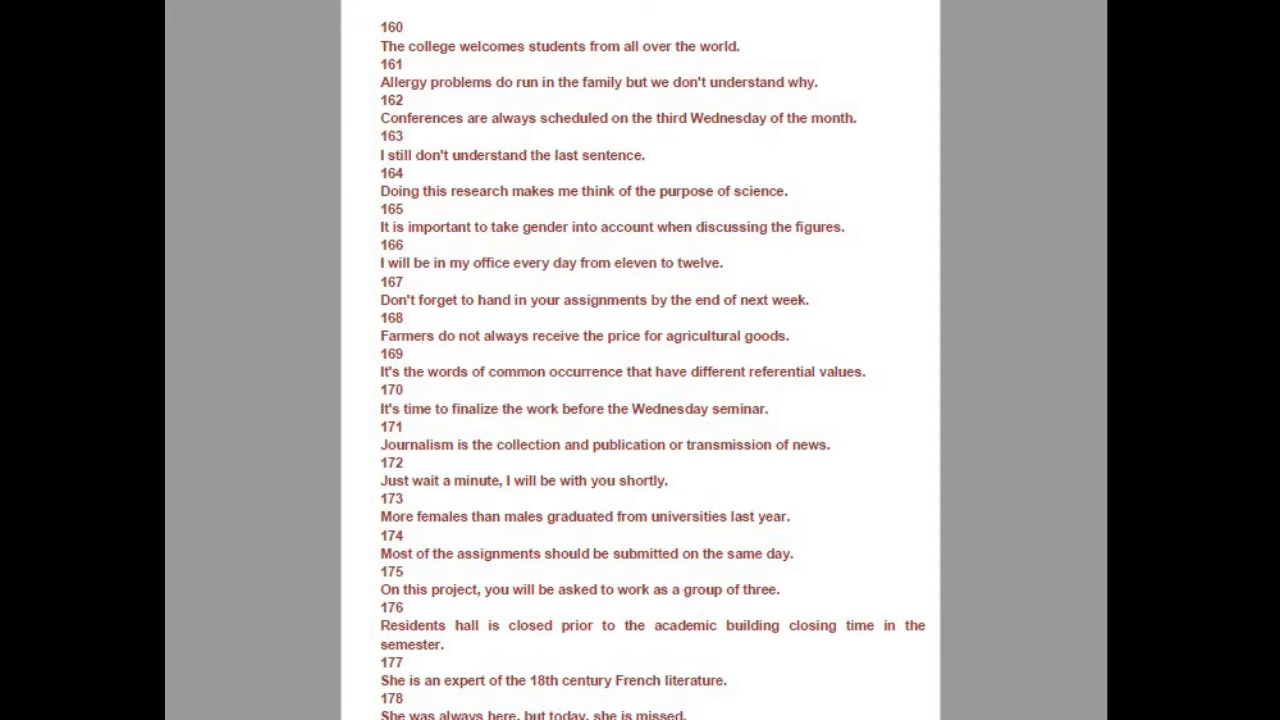 160
The college welcomes students from all over the world.
161
Allergy problems do run in the family but we don't understand why.
162
Conferences are always scheduled on the third Wednesday of the month.
163
I still don't understand the last sentence.
164
Doing this research makes me think of the purpose of science.
165
It is important to take gender into account when discussing the figures.
166
I will be in my office every day from eleven to twelve.
167
Don't forget to hand in your assignments by the end of next week.
168
Farmers do not always receive the price for agricultural goods.
169
It's the words of common occurrence that have different referential values.
170
It's time to finalize the work before the Wednesday seminar.
171
Journalism is the collection and publication or transmission of news.
172
Just wait a minute, I will be with you shortly.
173
More females than males graduated from universities last year.
174
Most of the assignments should be submitted on the same day.
175
On this project, you will be asked to work as a group of three.
176
Residents hall is closed prior to the academic building closing time in the
semester.
177
She is an expert of the 18th century French literature.
178
She was always here, but today, she is missed.